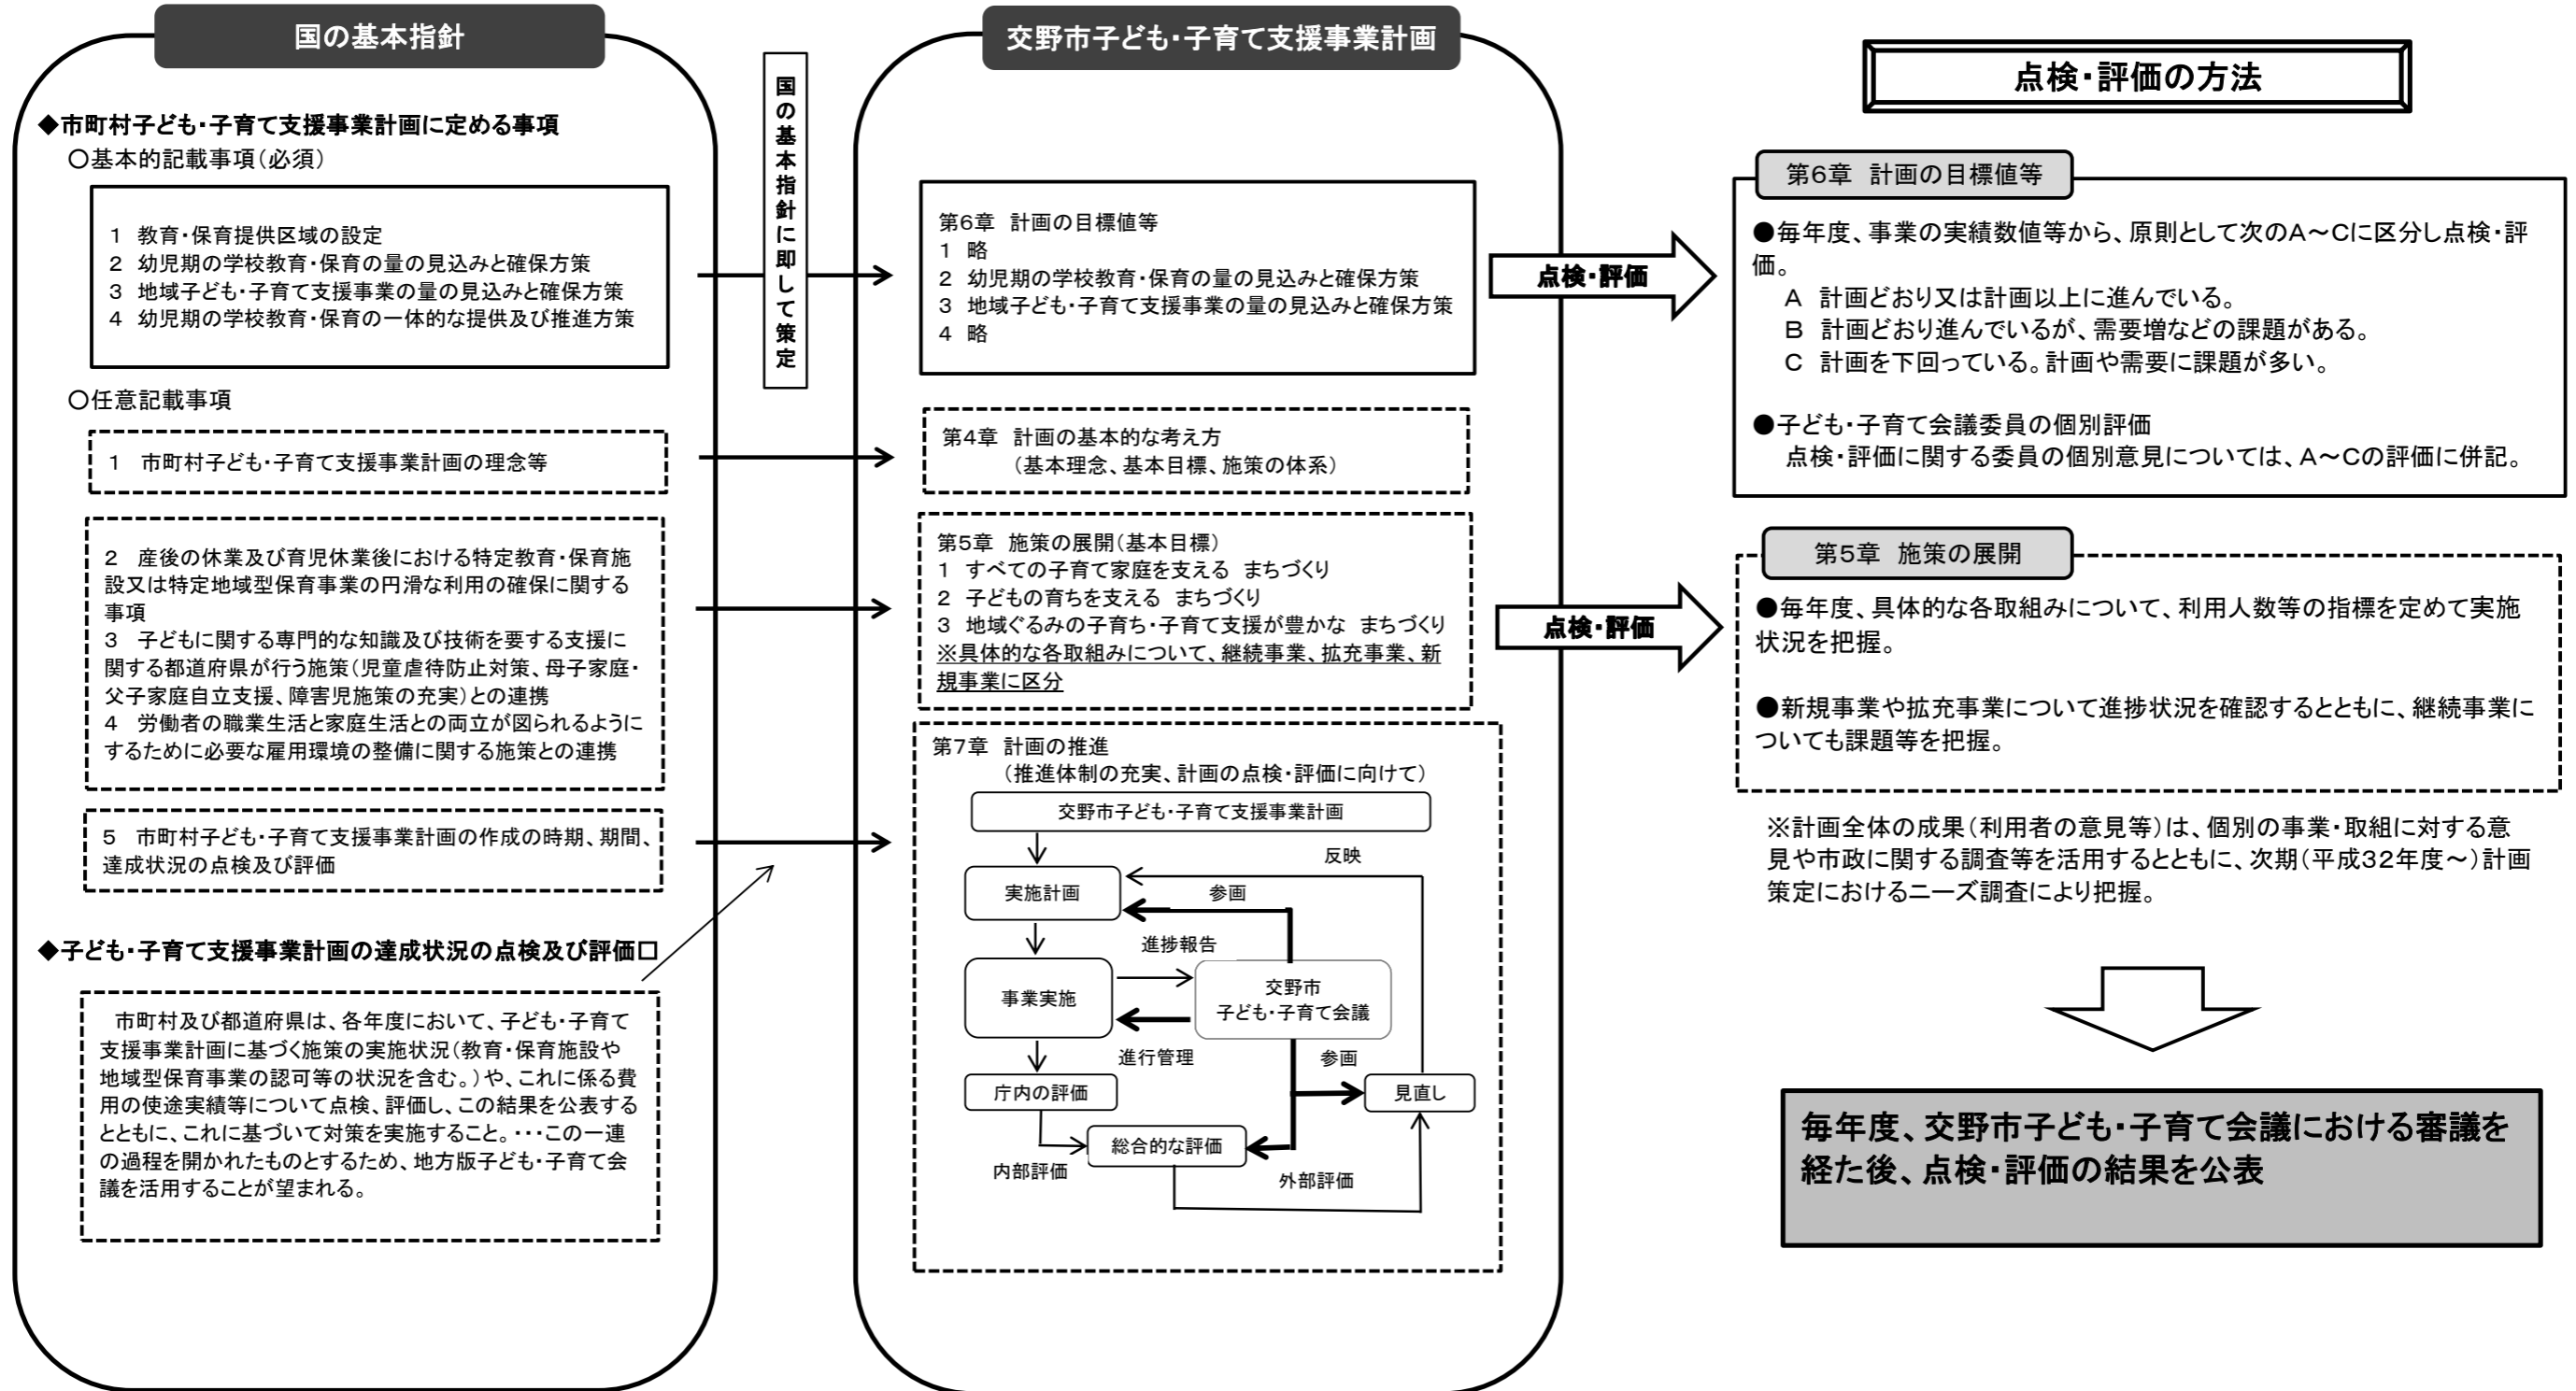 国の基本指針
◆市町村子ども・子育て支援事業計画に定める事項
○基本的記載事項(必須)
1 教育・保育提供区域の設定
2 幼児期の学校教育・保育の量の見込みと確保方策
3 地域子ども・子育て支援事業の量の見込みと確保方策
4 幼児期の学校教育・保育の一体的な提供及び推進方策
○任意記載事項
1 市町村子ども・子育て支援事業計画の理念等
2 産後の休業及び育児休業後における特定教育・保育施
設又は特定地域型保育事業の円滑な利用の確保に関する
事項
3 子どもに関する専門的な知識及び技術を要する支援に
関する都道府県が行う施策(児童虐待防止対策、母子家庭・
父子家庭自立支援、障害児施策の充実)との連携
4 労働者の職業生活と家庭生活との両立が図られるように
するために必要な雇用環境の整備に関する施策との連携
5 市町村子ども・子育て支援事業計画の作成の時期、期間、
達成状況の点検及び評価
◆子ども・子育て支援事業計画の達成状況の点検及び評価□
市町村及び都道府県は、各年度において、子ども・子育て
支援事業計画に基づく施策の実施状況(教育・保育施設や
地域型保育事業の認可等の状況を含む。)や、これに係る費
用の使途実績等について点検、評価し、この結果を公表する
とともに、これに基づいて対策を実施すること。・・・この一連
の過程を開かれたものとするため、地方版子ども・子育て会
議を活用することが望まれる。
国の基本指針に即して策定
交野市子ども・子育て支援事業計画
第6章 計画の目標値等
1 略
2 幼児期の学校教育・保育の量の見込みと確保方策
3 地域子ども・子育て支援事業の量の見込みと確保方策
4 略
第4章 計画の基本的な考え方
(基本理念、基本目標、施策の体系)
第5章 施策の展開(基本目標)
1 すべての子育て家庭を支える まちづくり
2 子どもの育ちを支える まちづくり
3 地域ぐるみの子育ち・子育て支援が豊かな まちづくり
※具体的な各取組みについて、継続事業、拡充事業、新
規事業に区分
第7章 計画の推進
(推進体制の充実、計画の点検・評価に向けて)
交野市子ども・子育て支援事業計画
反映
実施計画
参画
進捗報告
事業実施
交野市
子ども・子育て会議
進行管理
参画
庁内の評価
見直し
総合的な評価
内部評価
外部評価
点検・評価
点検・評価
点検・評価の方法
第6章 計画の目標値等
●毎年度、事業の実績数値等から、原則として次のA~Cに区分し点検・評
価。
A 計画どおり又は計画以上に進んでいる。
B 計画どおり進んでいるが、需要増などの課題がある。
C 計画を下回っている。計画や需要に課題が多い。
●子ども・子育て会議委員の個別評価
点検・評価に関する委員の個別意見については、A~Cの評価に併記。
第5章 施策の展開
●毎年度、具体的な各取組みについて、利用人数等の指標を定めて実施
状況を把握。
●新規事業や拡充事業について進捗状況を確認するとともに、継続事業に
ついても課題等を把握。
※計画全体の成果(利用者の意見等)は、個別の事業・取組に対する意
見や市政に関する調査等を活用するとともに、次期(平成32年度~)計画
策定におけるニーズ調査により把握。
毎年度、交野市子ども・子育て会議における審議を
経た後、点検・評価の結果を公表